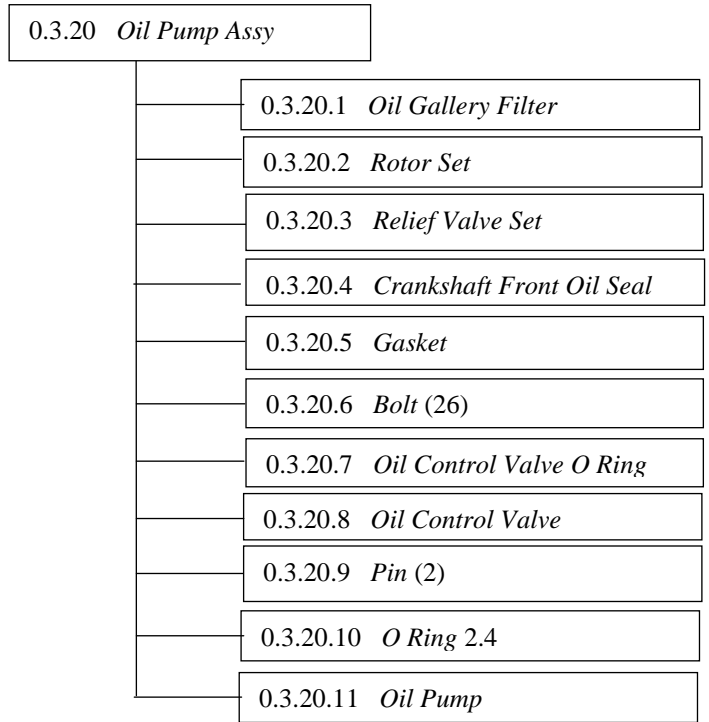 0.3.20 Oil Pump Assy
0.3.20.1 Oil Gallery Filter
0.3.20.2 Rotor Set
0.3.20.3 Relief Valve Set
0.3.20.4 Crankshaft Front Oil Seal
0.3.20.5 Gasket
0.3.20.6 Bolt (26)
0.3.20.7 Oil Control Valve O Ring
0.3.20.8 Oil Control Valve
0.3.20.9 Pin (2)
0.3.20.10 O Ring 2.4
0.3.20.11 Oil Pump